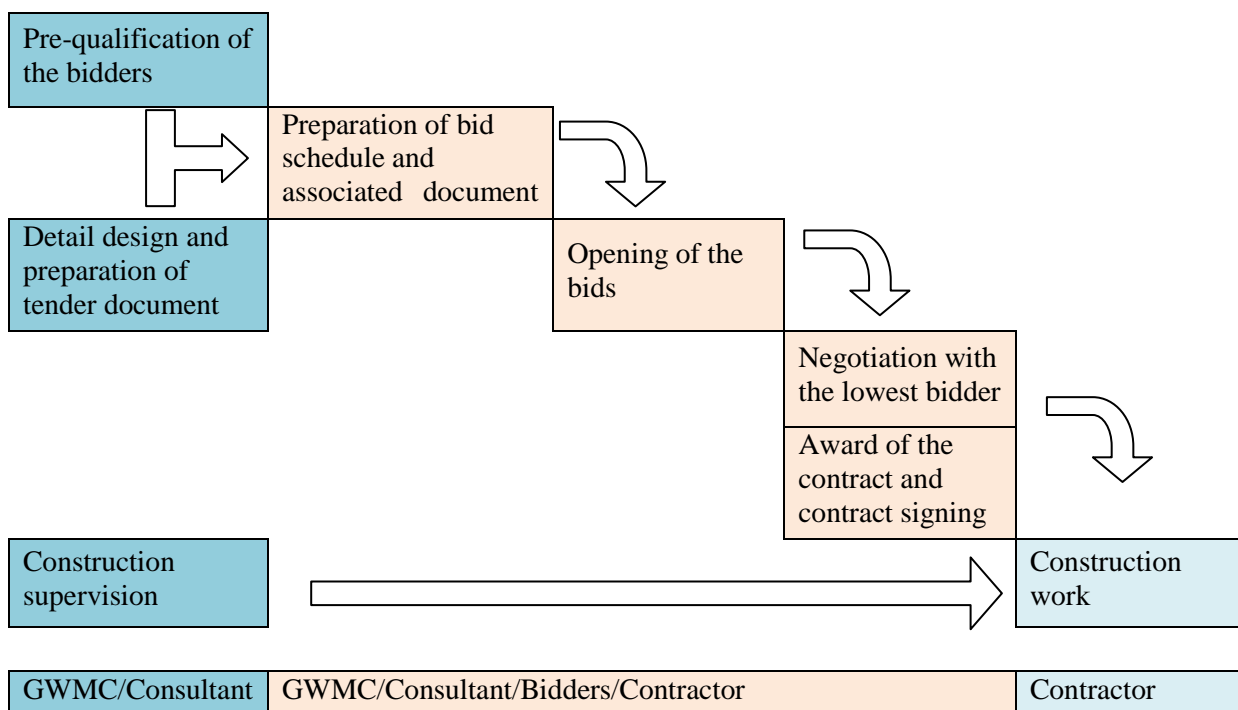 Pre-qualification of
the bidders
Preparation of bid
schedule and
associated document
Detail design and
preparation of
tender document
Opening of the
bids
Negotiation with
the lowest bidder
Award of the
contract and
contract signing
Construction
supervision
Construction
work
GWMC/Consultant
GWMC/Consultant/Bidders/Contractor
Contractor